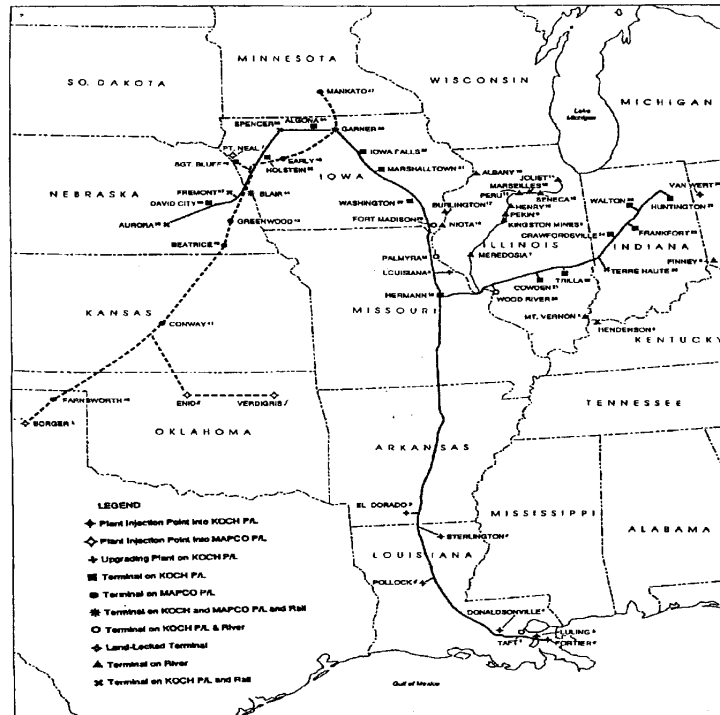 MINNESOTA
SO. DAKOTA
WISCONSIN
MICHIGAN
Lake
Michigan
MANKATO
SPENCER
ALGONA
GARNER
PT. NEAL
SGT. BLUFF
HOLSTEIN
EARLY
IOWA FALLS
IOWA
MARSHALLTOWN
ALBANY
JOLIET
MARSEILLES
PERU
SENECA
NEBRASKA
FREMONT
BLAIR
DAVID CITY
AURORA
GREENWOOD
BEATRICE
WASHINGTON
BURLINGTON
FORT MADISON
NIOTA
HENRY
PEKIN
KINGSTON MINES
ILLINOIS
WALTON
VAN WERT
HUNTINGTON
CRAWFORDSVILLE
FRANKFORT
INDIANA
PALMYRA
MEREDOSIA
LOUISIANA
TERRE HAUTE
FINNEY
HERMANN
COWDEN
TRILLA
WOOD RIVER
MISSOURI
KANSAS
CONWAY
MT. VERNON
HENDERSON
KENTUCKY
FARNSWORTH
ENID
VERDIGRIS
BORGER
OKLAHOMA
TENNESSEE
ARKANSAS
EL DORADO
MISSISSIPPI
ALABAMA
STERLINGTON
LOUISIANA
POLLOCK
DONALDSONVILLE
LULING
TAFT
FORTIER
Gulf of Mexico
LEGEND
Plant Injection Point into KOCH P/L
Plant Injection Point into MAPCO P/L
Upgrading Plant on KOCH P/L
Terminal on KOCH P/L
Terminal on MAPCO P/L
Terminal on KOCH and MAPCO P/L and Rail
Terminal on KOCH P/L & River
Land-Locked Terminal
Terminal on River
Terminal on KOCH P/L and Rail